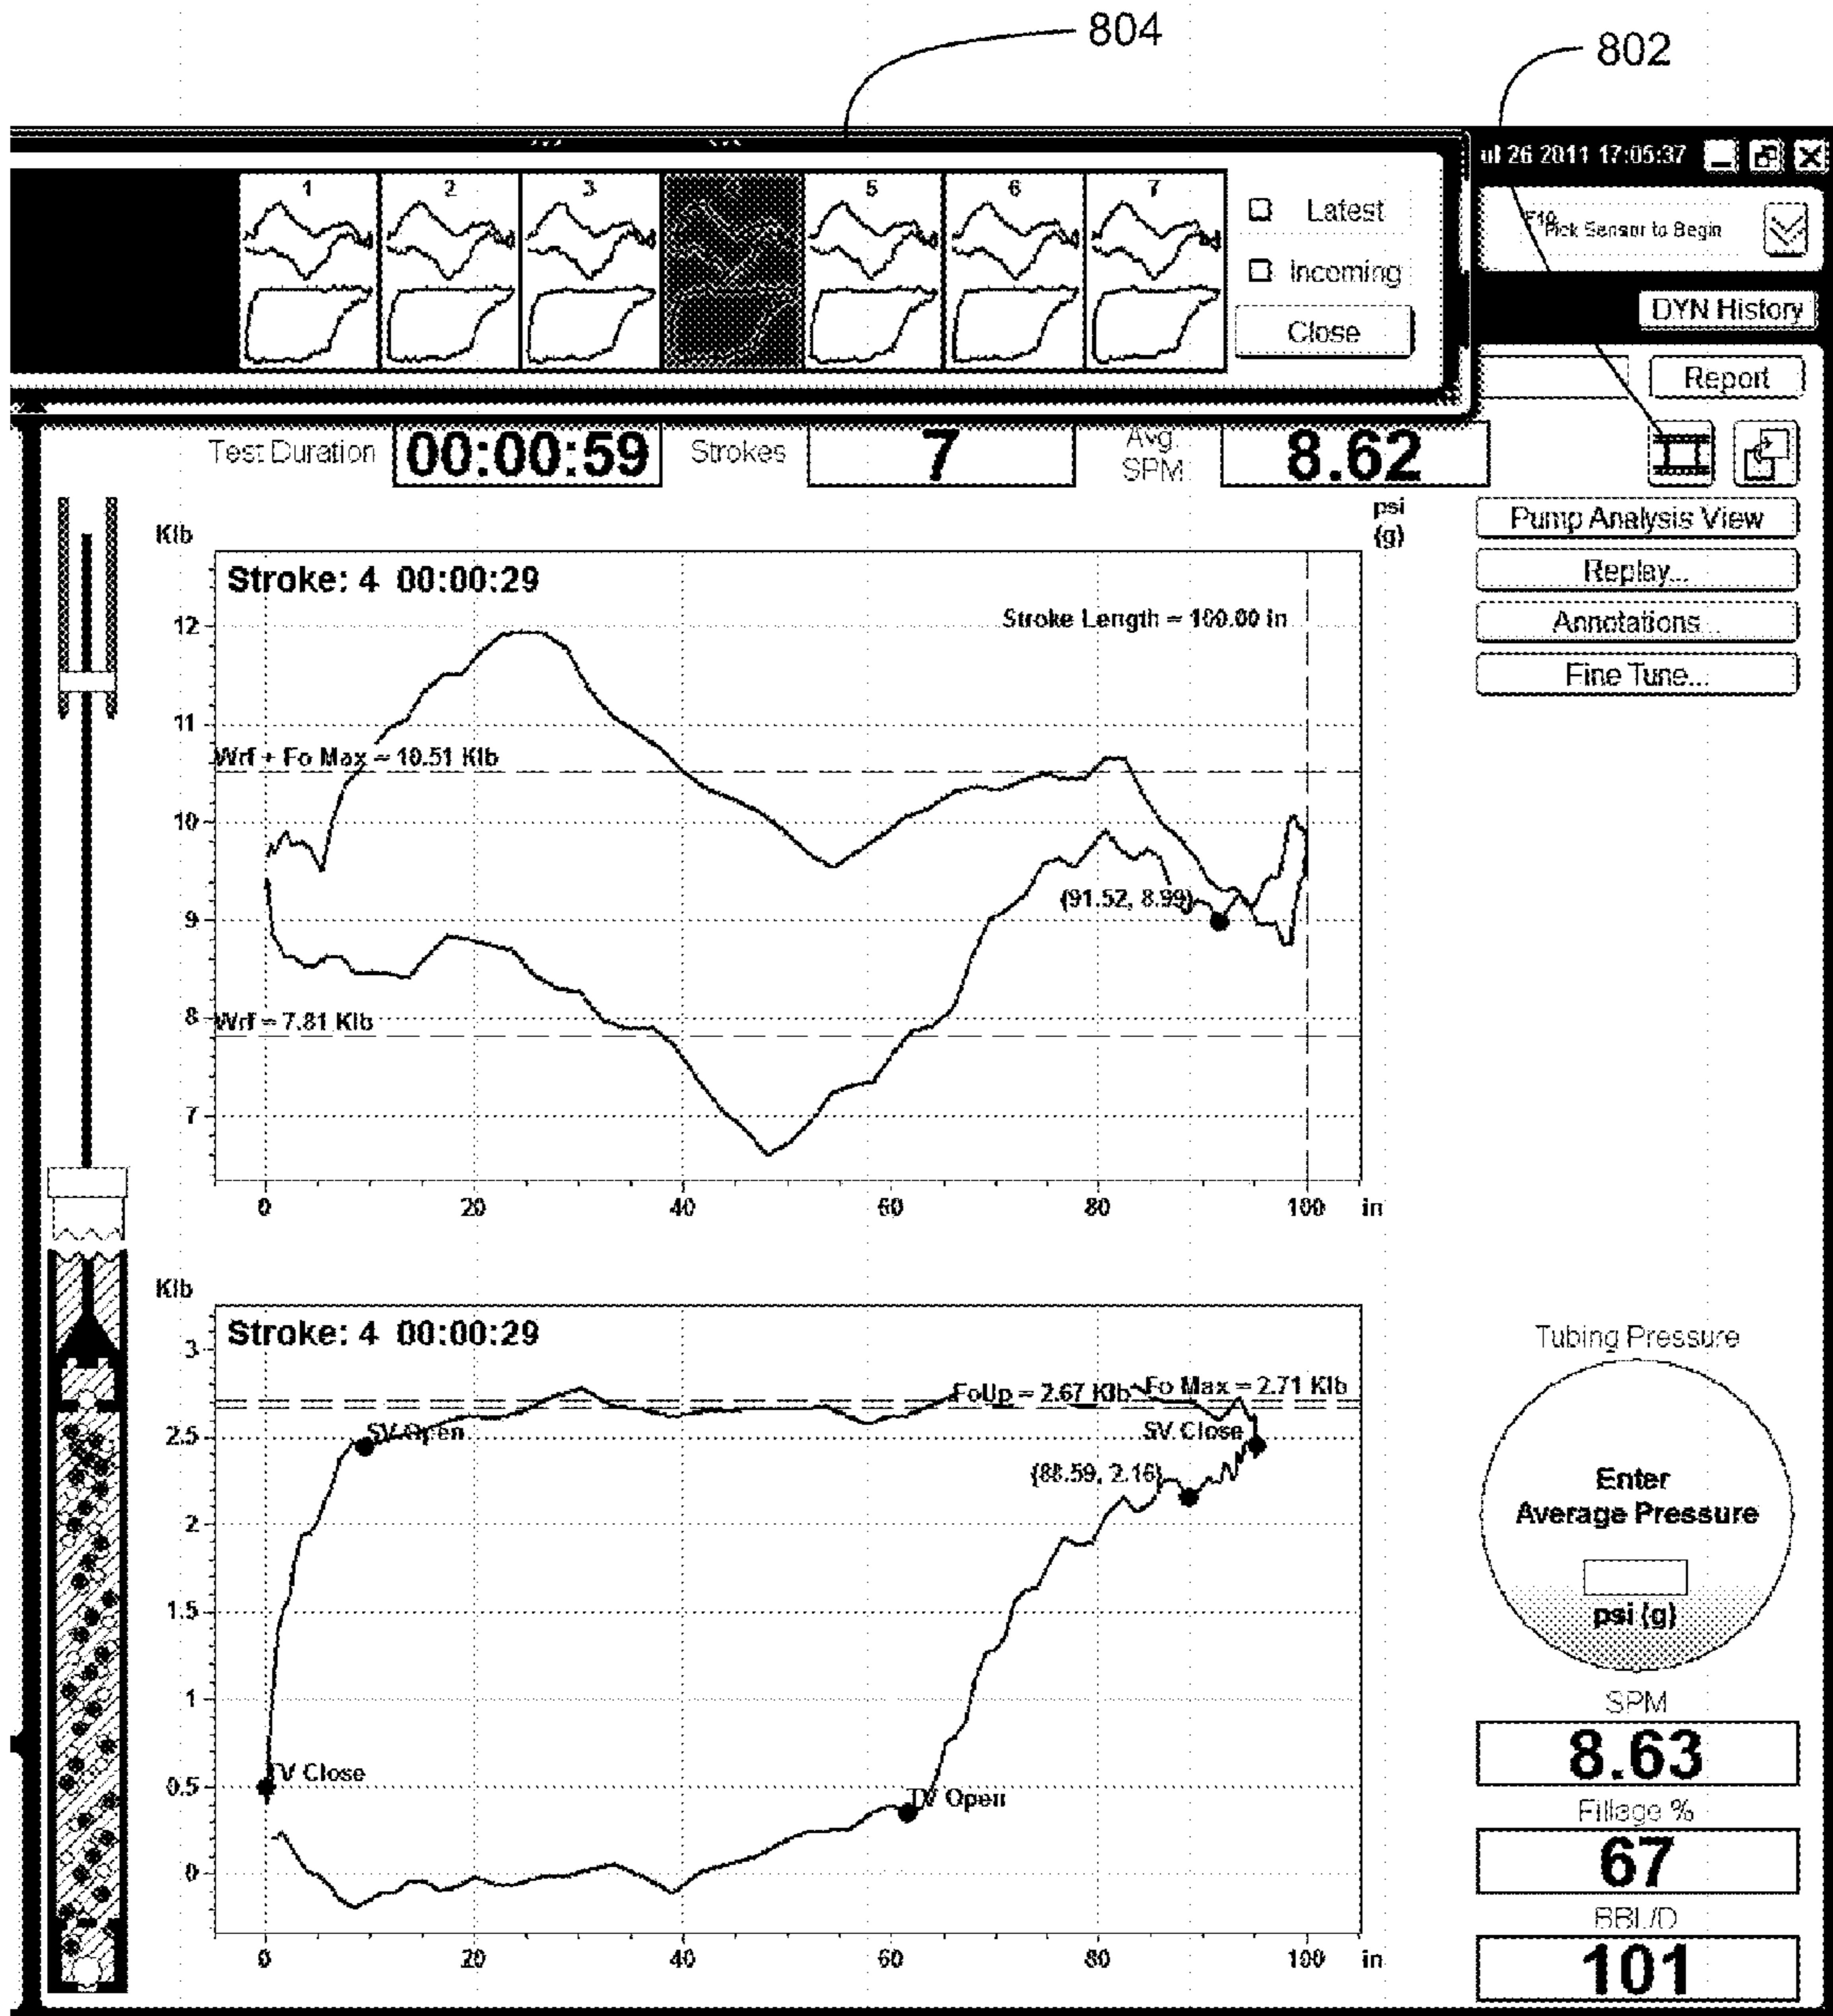 804
802
ul 26 2011 17:05:37
1 2 3 5 6 7
Latest
F10
Pick Sensor to Begin
Incoming
DYN History
Close
Report
Test Duration 00:00:59 Strokes 7 Avg. SPM 8.62
psi (g)
Pump Analysis View
Replay...
Annotations...
Fine Tune...
Klb
Stroke: 4 00:00:29
Stroke Length = 100.00 in
12
11
Wrf + Fo Max = 10.51 Klb
10
(91.52, 8.99)
9
8
Wrf = 7.81 Klb
7
0 20 40 60 80 100 in
Klb
Stroke: 4 00:00:29
3
FoUp = 2.67 Klb
Fo Max = 2.71 Klb
2.5
SV Open
SV Close
(88.59, 2.16)
2
1.5
1
TV Close
0.5
TV Open
0
0 20 40 60 80 100 in
Tubing Pressure
Enter
Average Pressure
psi (g)
SPM
8.63
Fillage %
67
BBL/D
101